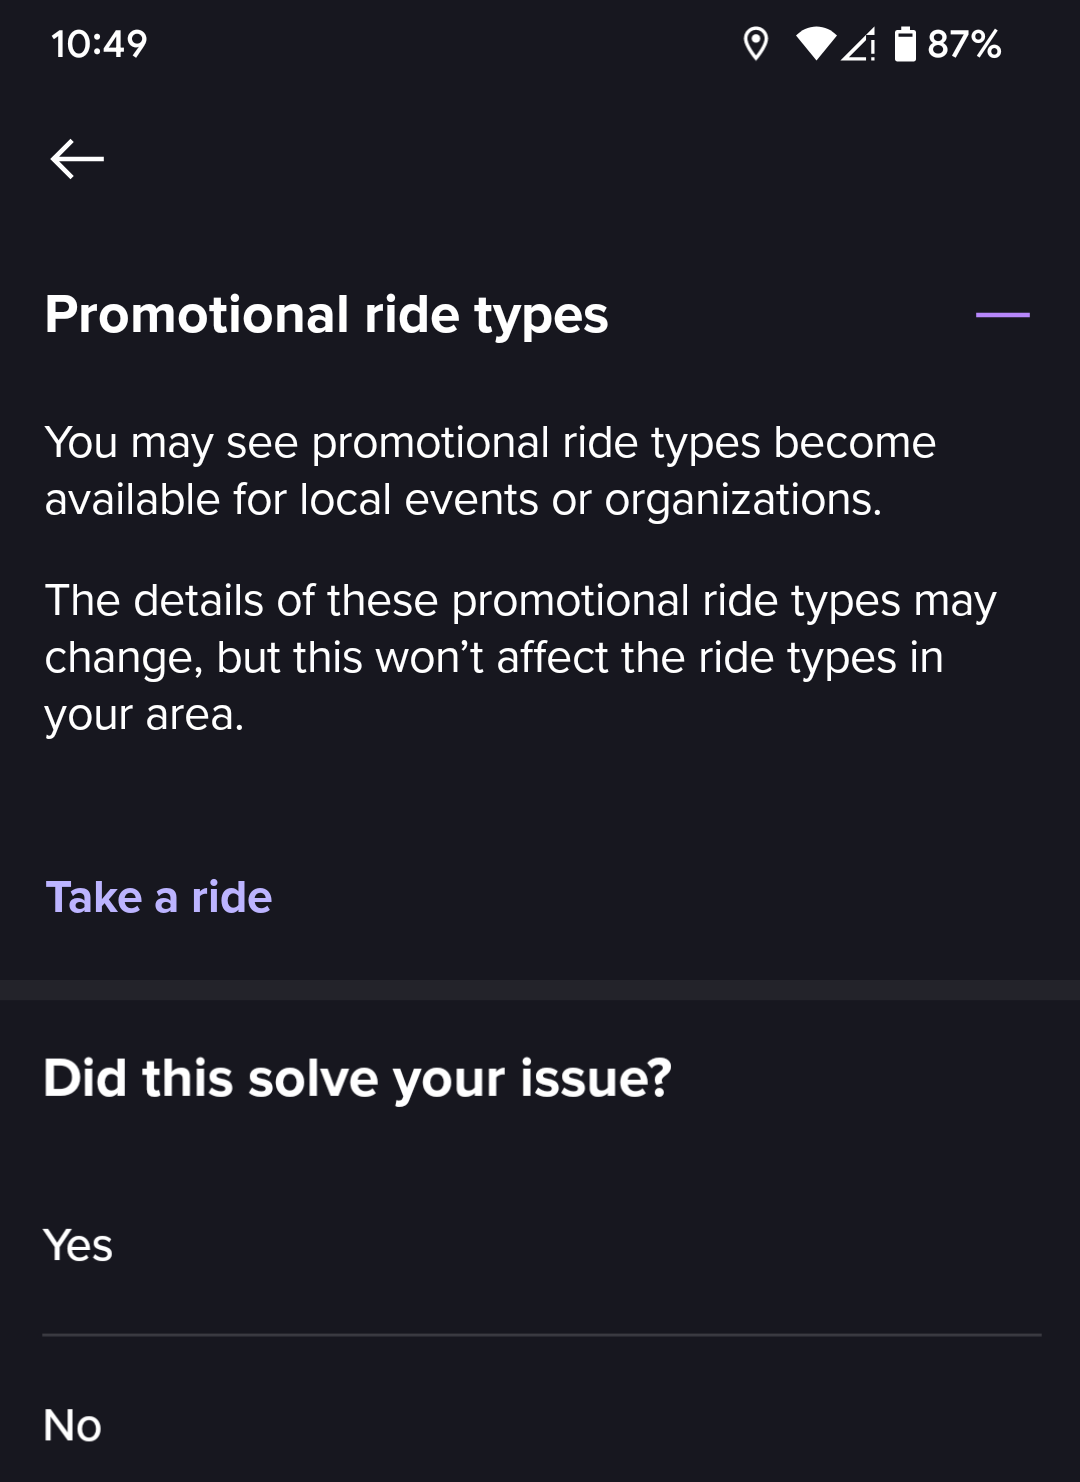 10:49
87%
Promotional ride types
You may see promotional ride types become
available for local events or organizations.
The details of these promotional ride types may
change, but this won’t affect the ride types in
your area.
Take a ride
Did this solve your issue?
Yes
No